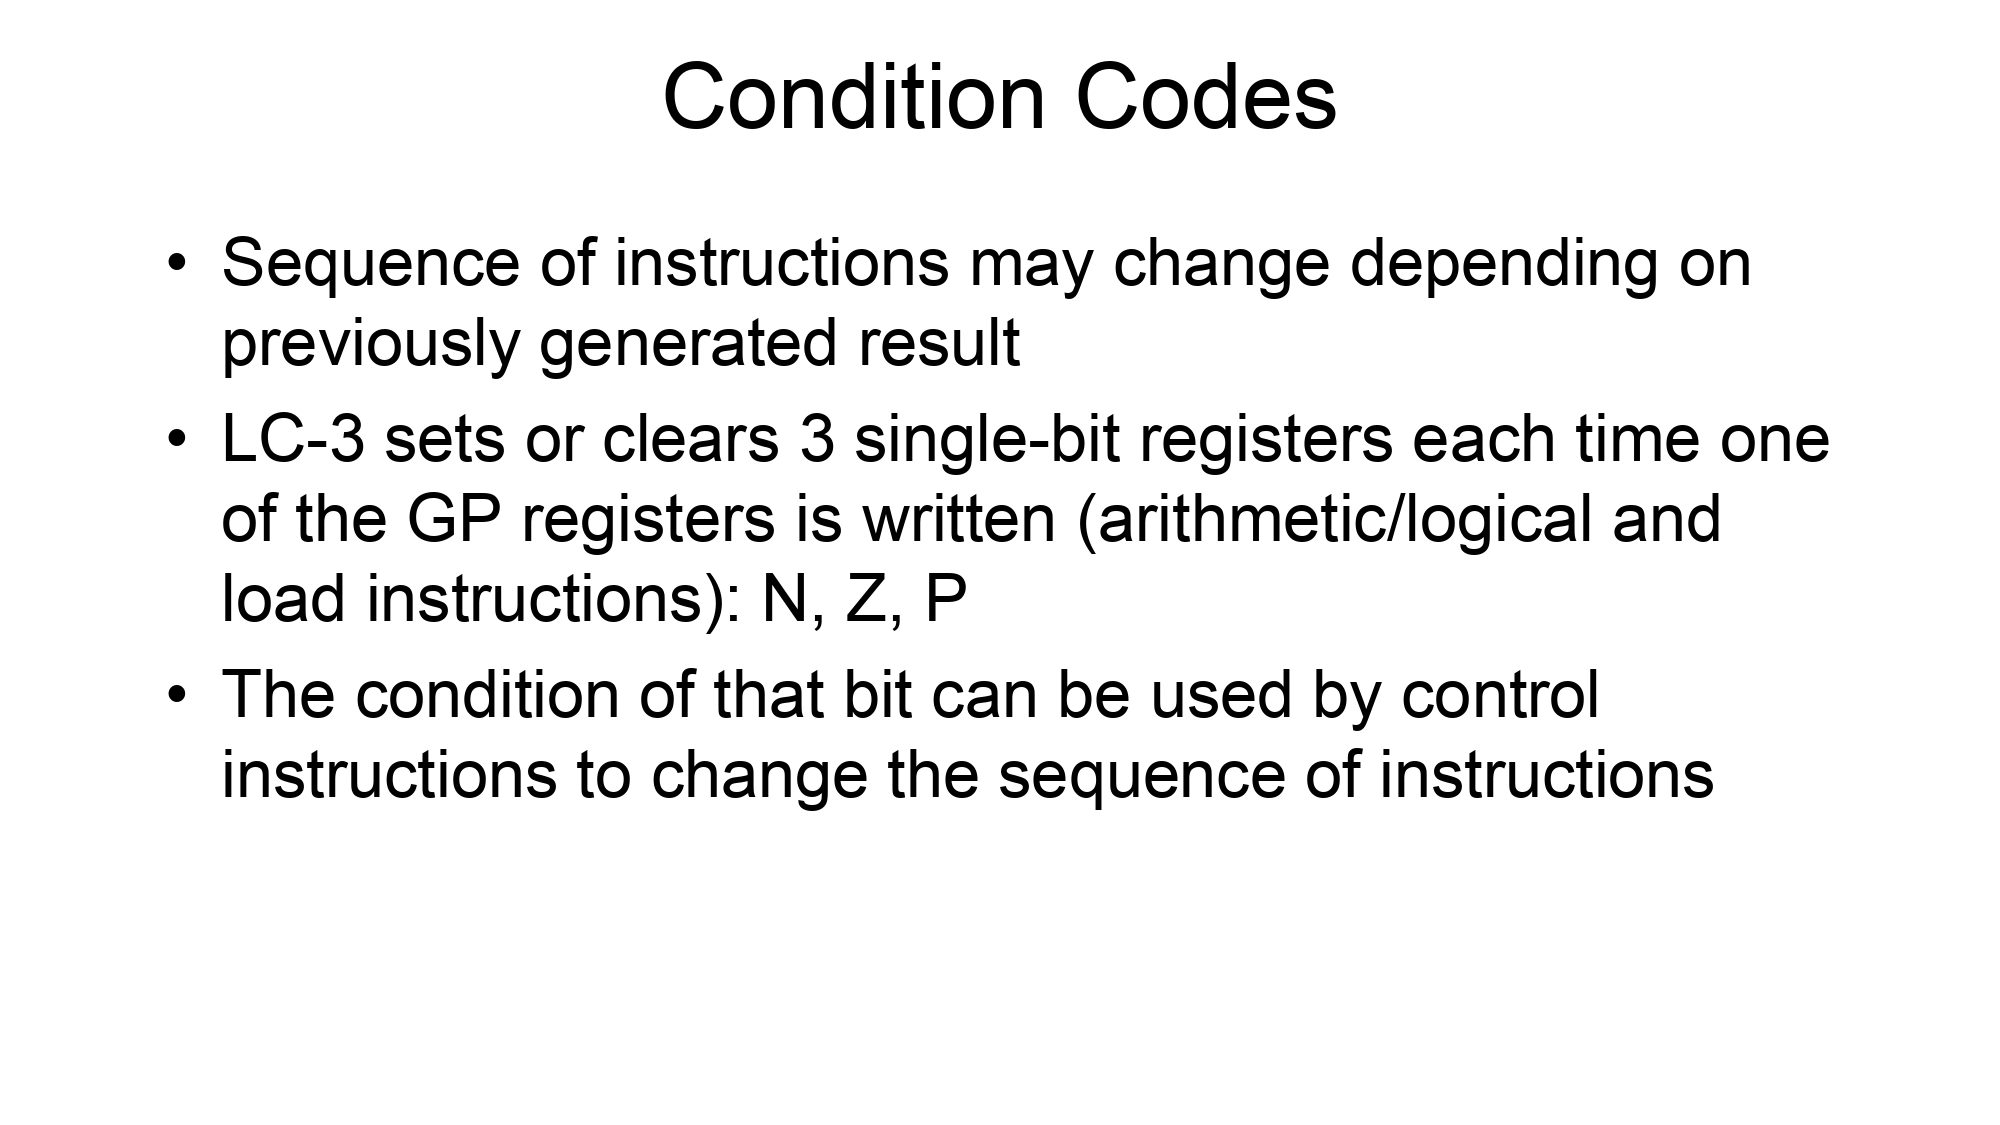 Condition Codes
• Sequence of instructions may change depending on
previously generated result
• LC-3 sets or clears 3 single-bit registers each time one
of the GP registers is written (arithmetic/logical and
load instructions): N, Z, P
• The condition of that bit can be used by control
instructions to change the sequence of instructions